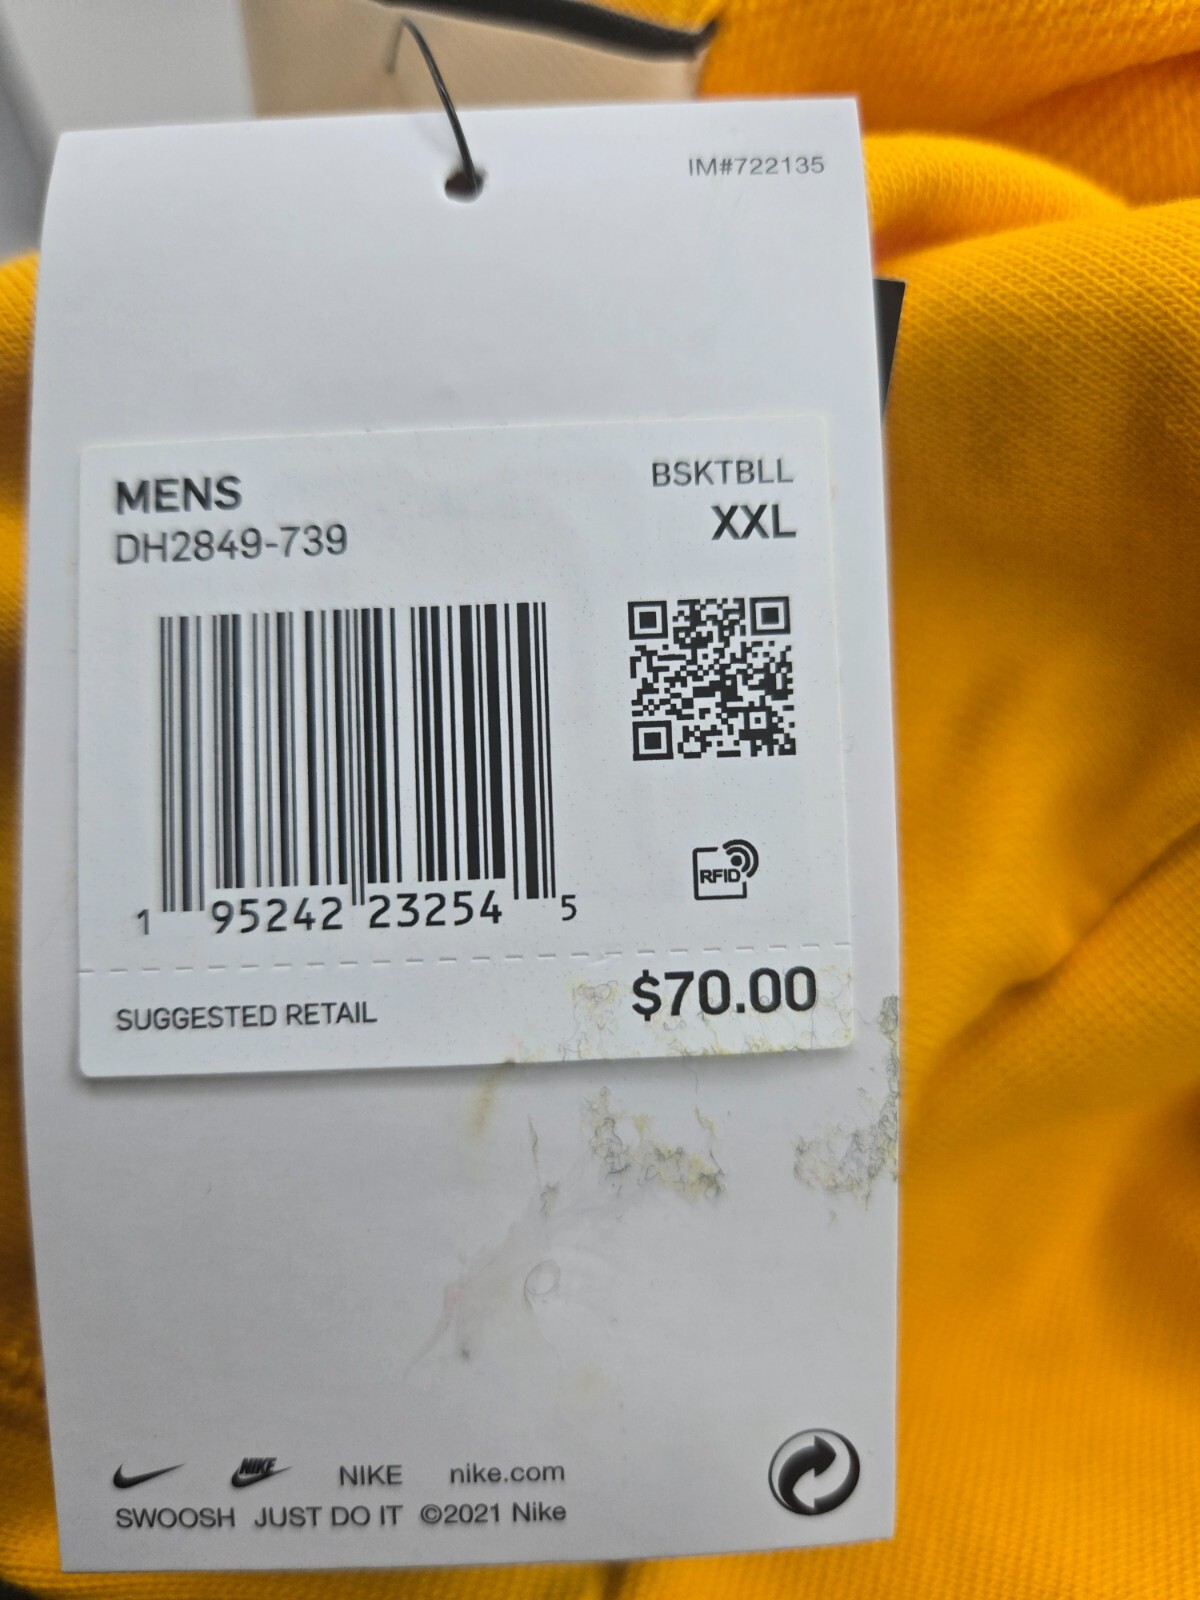 IM#722135
MENS
BSKTBLL
DH2849-739
XXL
RFID
1 95242 23254 5
SUGGESTED RETAIL
$70.00
NIKE NIKE nike.com
SWOOSH JUST DO IT ©2021 Nike